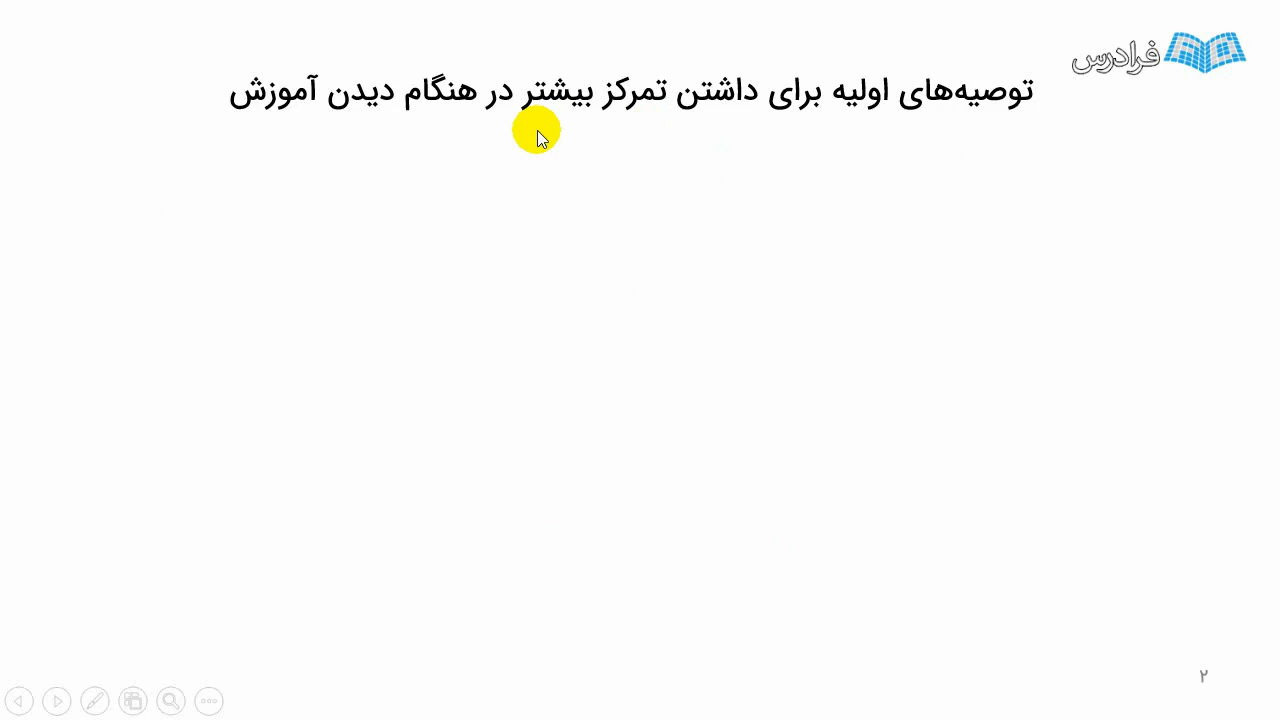 فرادرس
توصیه‌های اولیه برای داشتن تمرکز بیشتر در هنگام دیدن آموزش
۲